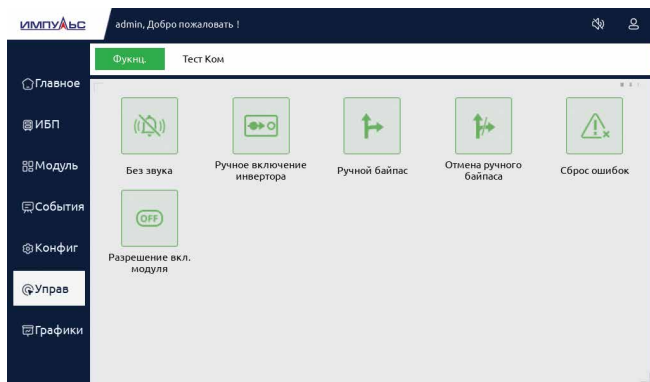 ИМПУЛЬС
admin, Добро пожаловать !
Фукнц.
Тест Ком
Главное
ИБП
Модуль
События
Конфиг
Управ
Графики
Без звука
Ручное включение
инвертора
Ручной байпас
Отмена ручного
байпаса
Сброс ошибок
OFF
Разрешение вкл.
модуля